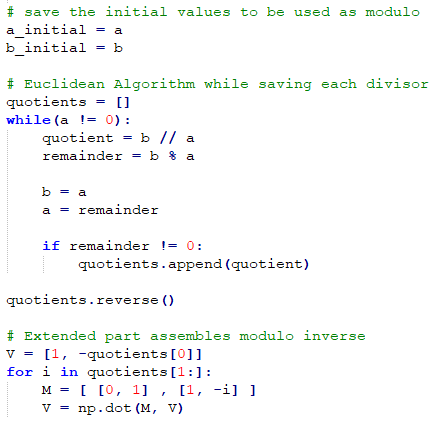 # save the initial values to be used as modulo
a_initial = a
b_initial = b
# Euclidean Algorithm while saving each divisor
quotients = []
while(a != 0):
    quotient = b // a
    remainder = b % a
    b = a
    a = remainder
    if remainder != 0:
        quotients.append(quotient)
quotients.reverse()
# Extended part assembles modulo inverse
V = [1, -quotients[0]]
for i in quotients[1:]:
    M = [ [0, 1] , [1, -i] ]
    V = np.dot(M, V)